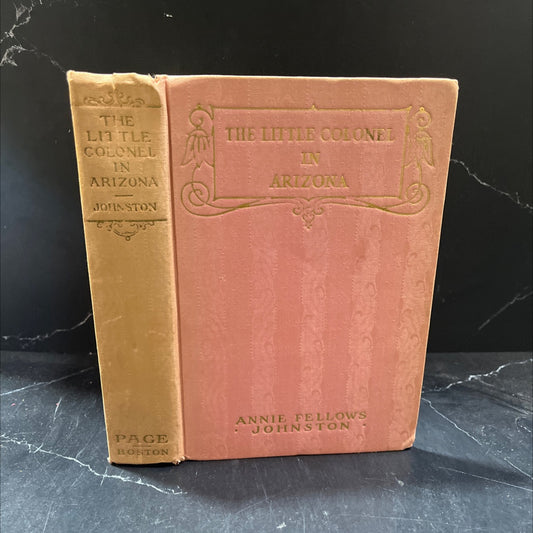 THE
LITTLE
COLONEL
IN
ARIZONA
JOHNSTON
PAGE
BOSTON
THE LITTLE COLONEL
IN
ARIZONA
ANNIE FELLOWS
· JOHNSTON ·